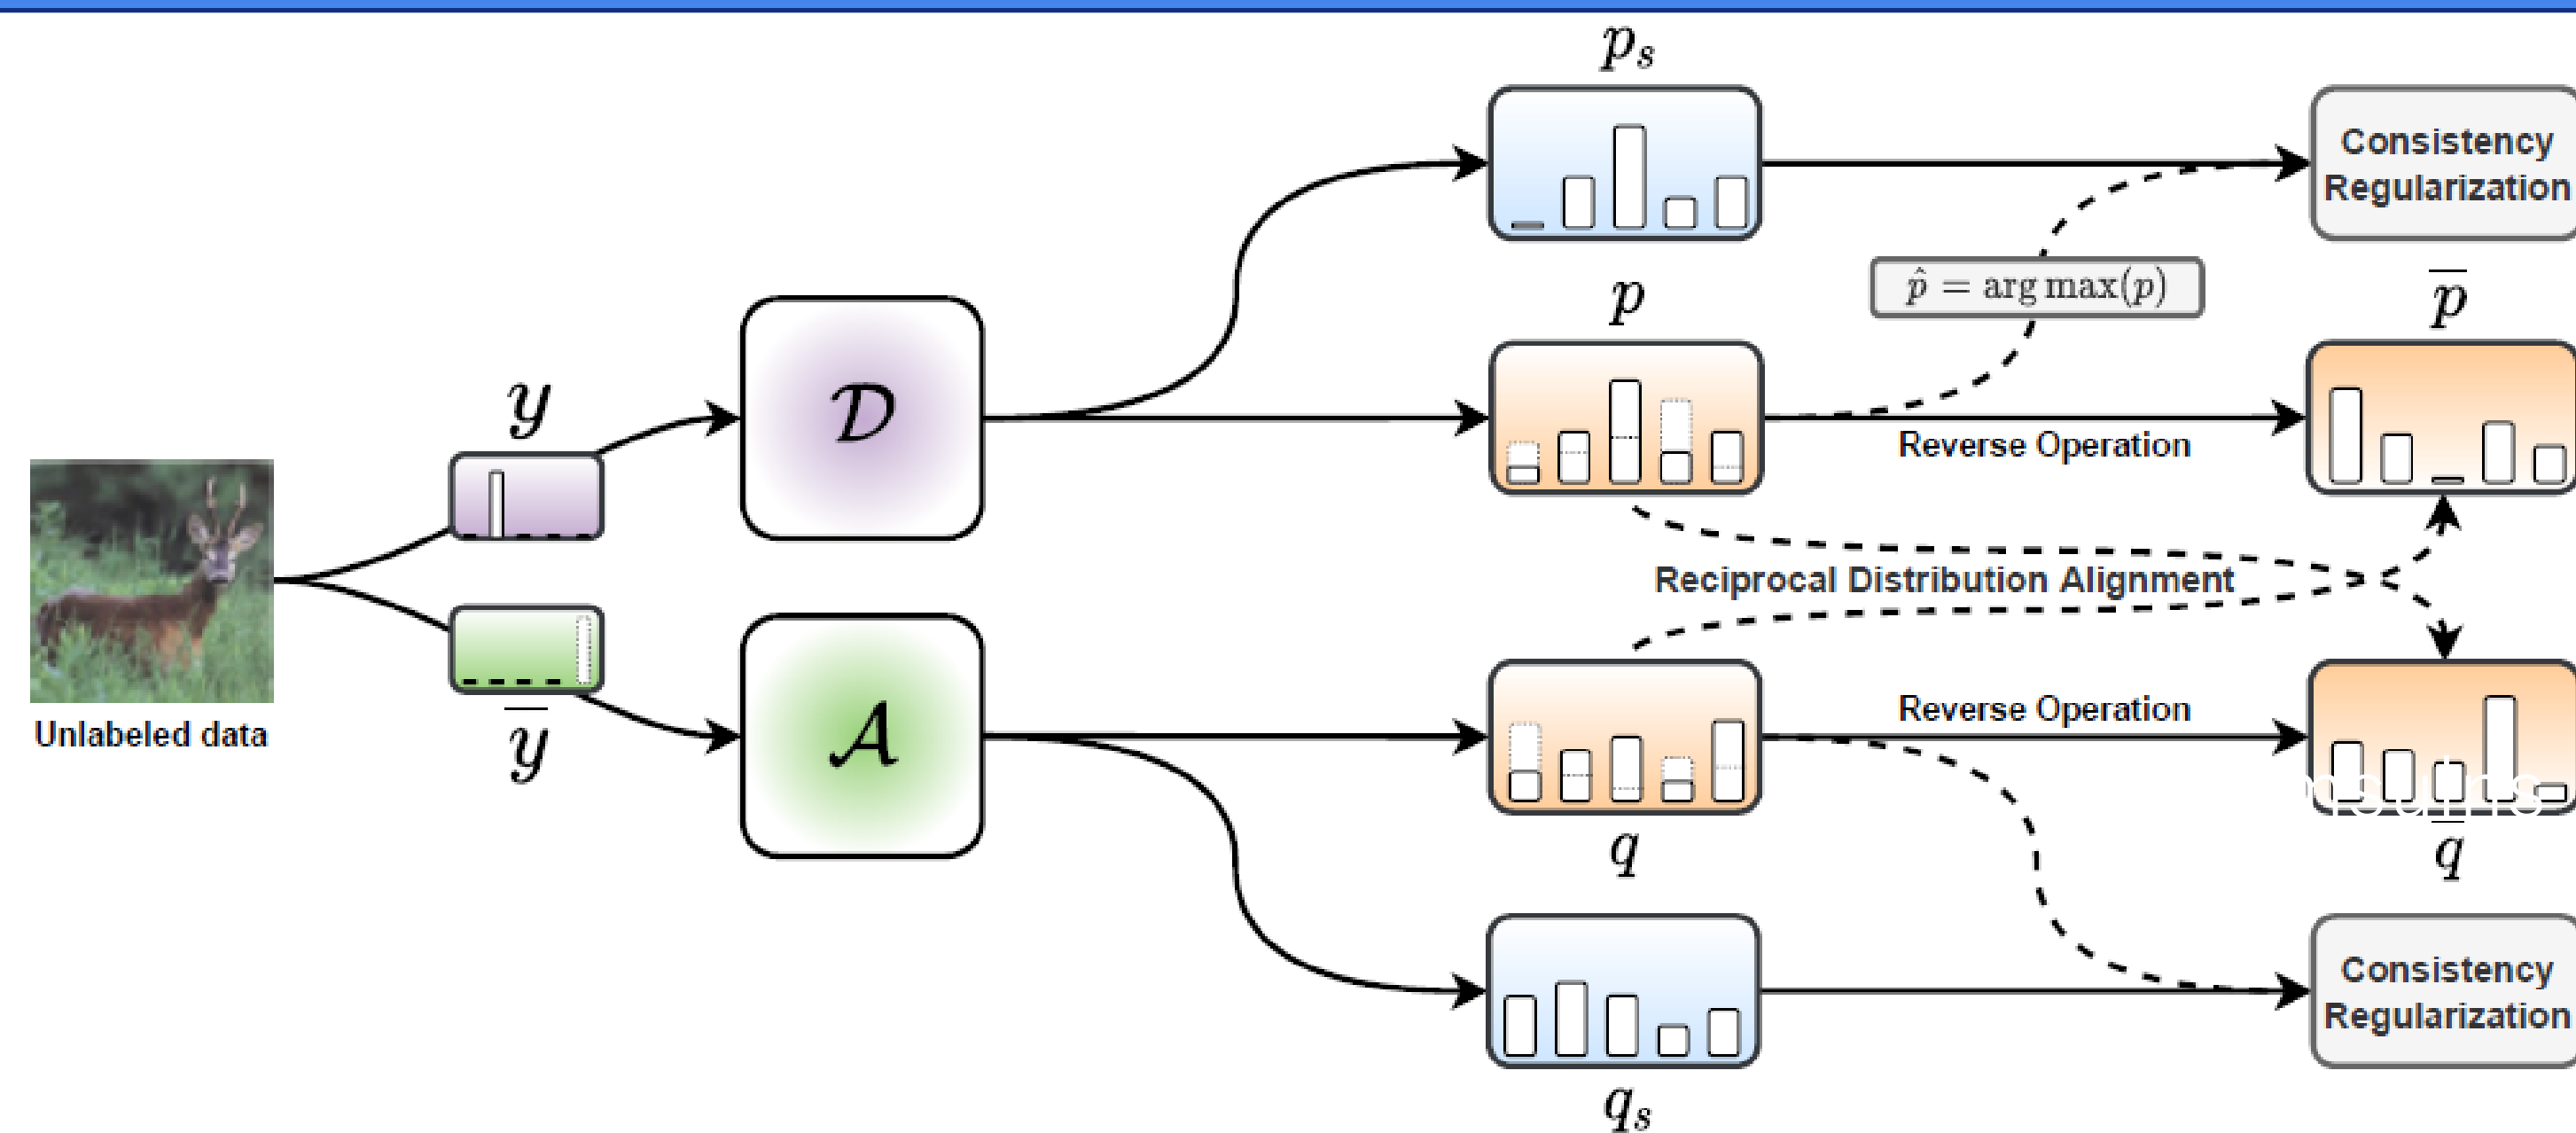 p_s
Consistency
Regularization
p
p̂ = arg max(p)
p̅
y
𝒟
Reverse Operation
Unlabeled data
Reciprocal Distribution Alignment
y̅
𝒜
Reverse Operation
q
q̅
Consistency
Regularization
q_s